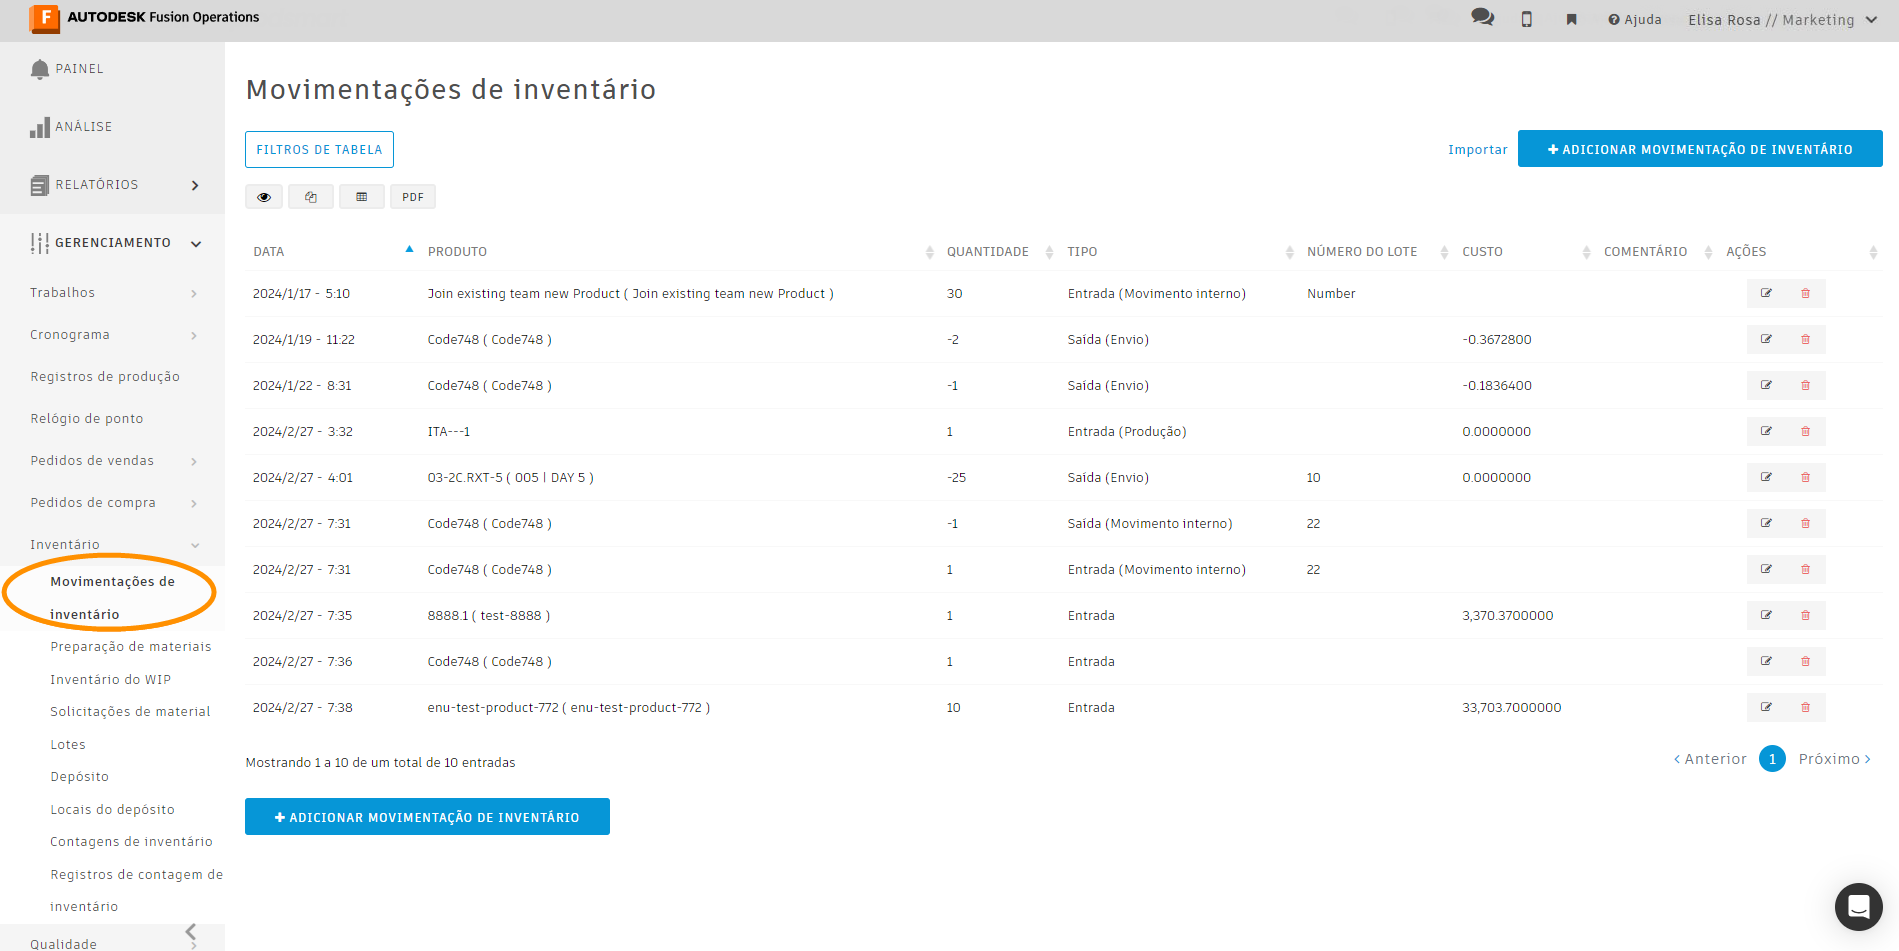 AUTODESK Fusion Operations
Ajuda
Elisa Rosa // Marketing
PAINEL
ANÁLISE
RELATÓRIOS
GERENCIAMENTO
Trabalhos
Cronograma
Registros de produção
Relógio de ponto
Pedidos de vendas
Pedidos de compra
Inventário
Movimentações de
inventário
Preparação de materiais
Inventário do WIP
Solicitações de material
Lotes
Depósito
Locais do depósito
Contagens de inventário
Registros de contagem de
inventário
Qualidade
Movimentações de inventário
FILTROS DE TABELA
Importar
ADICIONAR MOVIMENTAÇÃO DE INVENTÁRIO
PDF
DATA PRODUTO QUANTIDADE TIPO NÚMERO DO LOTE CUSTO COMENTÁRIO AÇÕES
2024/1/17 - 5:10 Join existing team new Product ( Join existing team new Product ) 30 Entrada (Movimento interno) Number
2024/1/19 - 11:22 Code748 ( Code748 ) -2 Saída (Envio) -0.3672800
2024/1/22 - 8:31 Code748 ( Code748 ) -1 Saída (Envio) -0.1836400
2024/2/27 - 3:32 ITA---1 1 Entrada (Produção) 0.0000000
2024/2/27 - 4:01 03-2C.RXT-5 ( 005 | DAY 5 ) -25 Saída (Envio) 10 0.0000000
2024/2/27 - 7:31 Code748 ( Code748 ) -1 Saída (Movimento interno) 22
2024/2/27 - 7:31 Code748 ( Code748 ) 1 Entrada (Movimento interno) 22
2024/2/27 - 7:35 8888.1 ( test-8888 ) 1 Entrada 3,370.3700000
2024/2/27 - 7:36 Code748 ( Code748 ) 1 Entrada
2024/2/27 - 7:38 enu-test-product-772 ( enu-test-product-772 ) 10 Entrada 33,703.7000000
Mostrando 1 a 10 de um total de 10 entradas
Anterior 1 Próximo
ADICIONAR MOVIMENTAÇÃO DE INVENTÁRIO